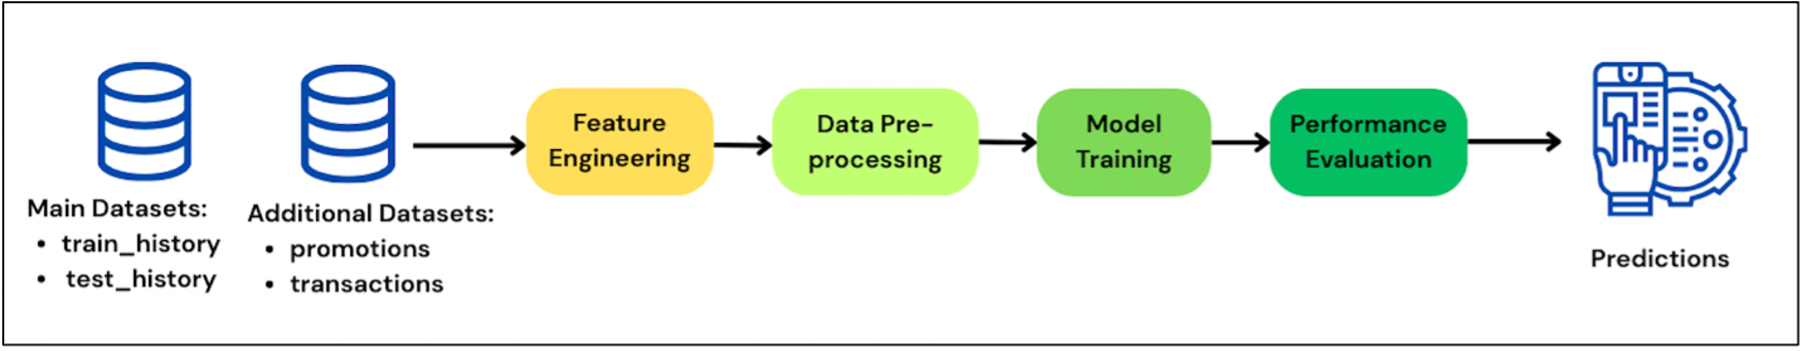 Main Datasets:
• train_history
• test_history
Additional Datasets:
• promotions
• transactions
Feature
Engineering
Data Pre-
processing
Model
Training
Performance
Evaluation
Predictions